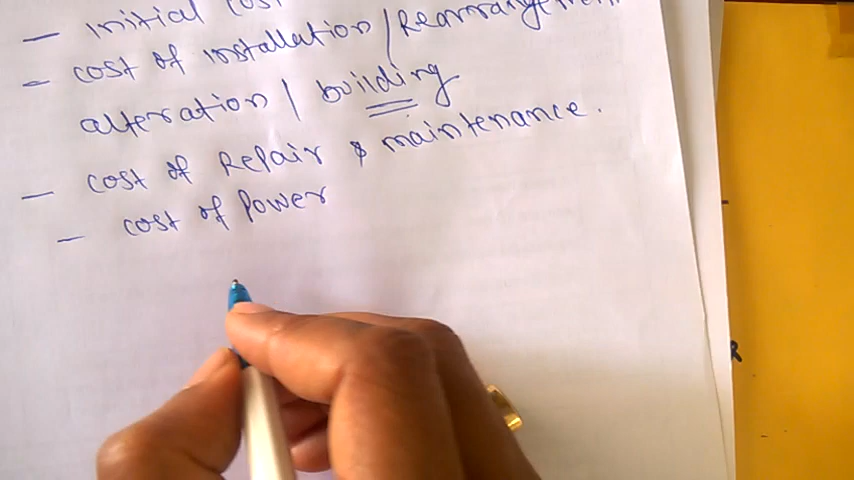 - initial cost
- cost of installation / Rearrangement
alteration / building
- cost of Repair & maintenance.
- cost of Power
R